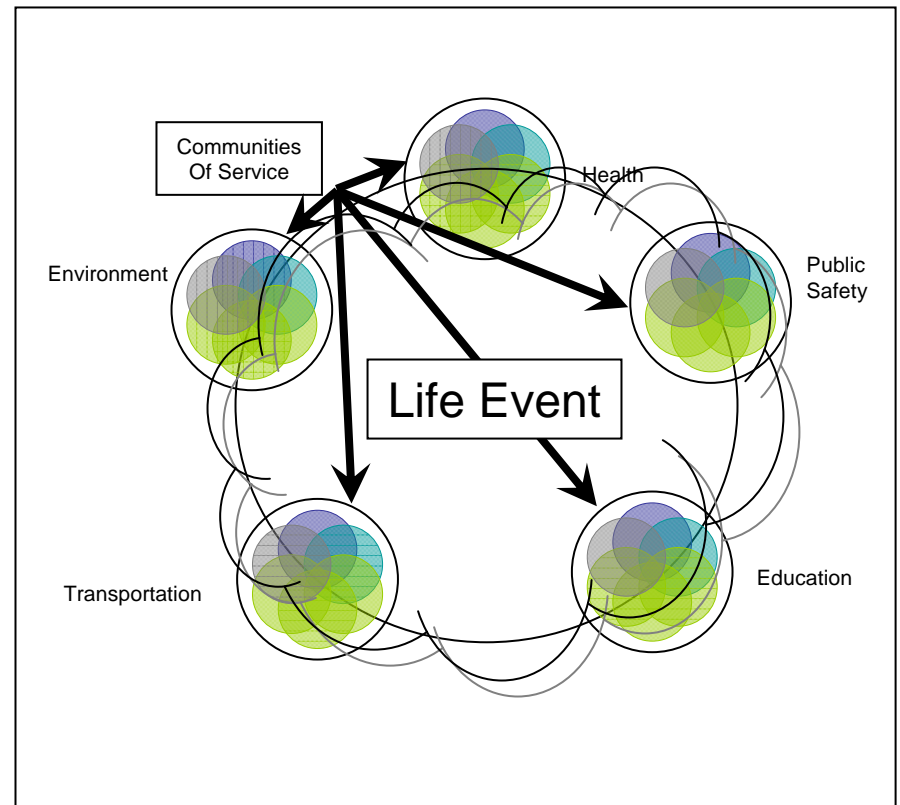 Communities
Of Service
Health
Environment
Public
Safety
Life Event
Transportation
Education